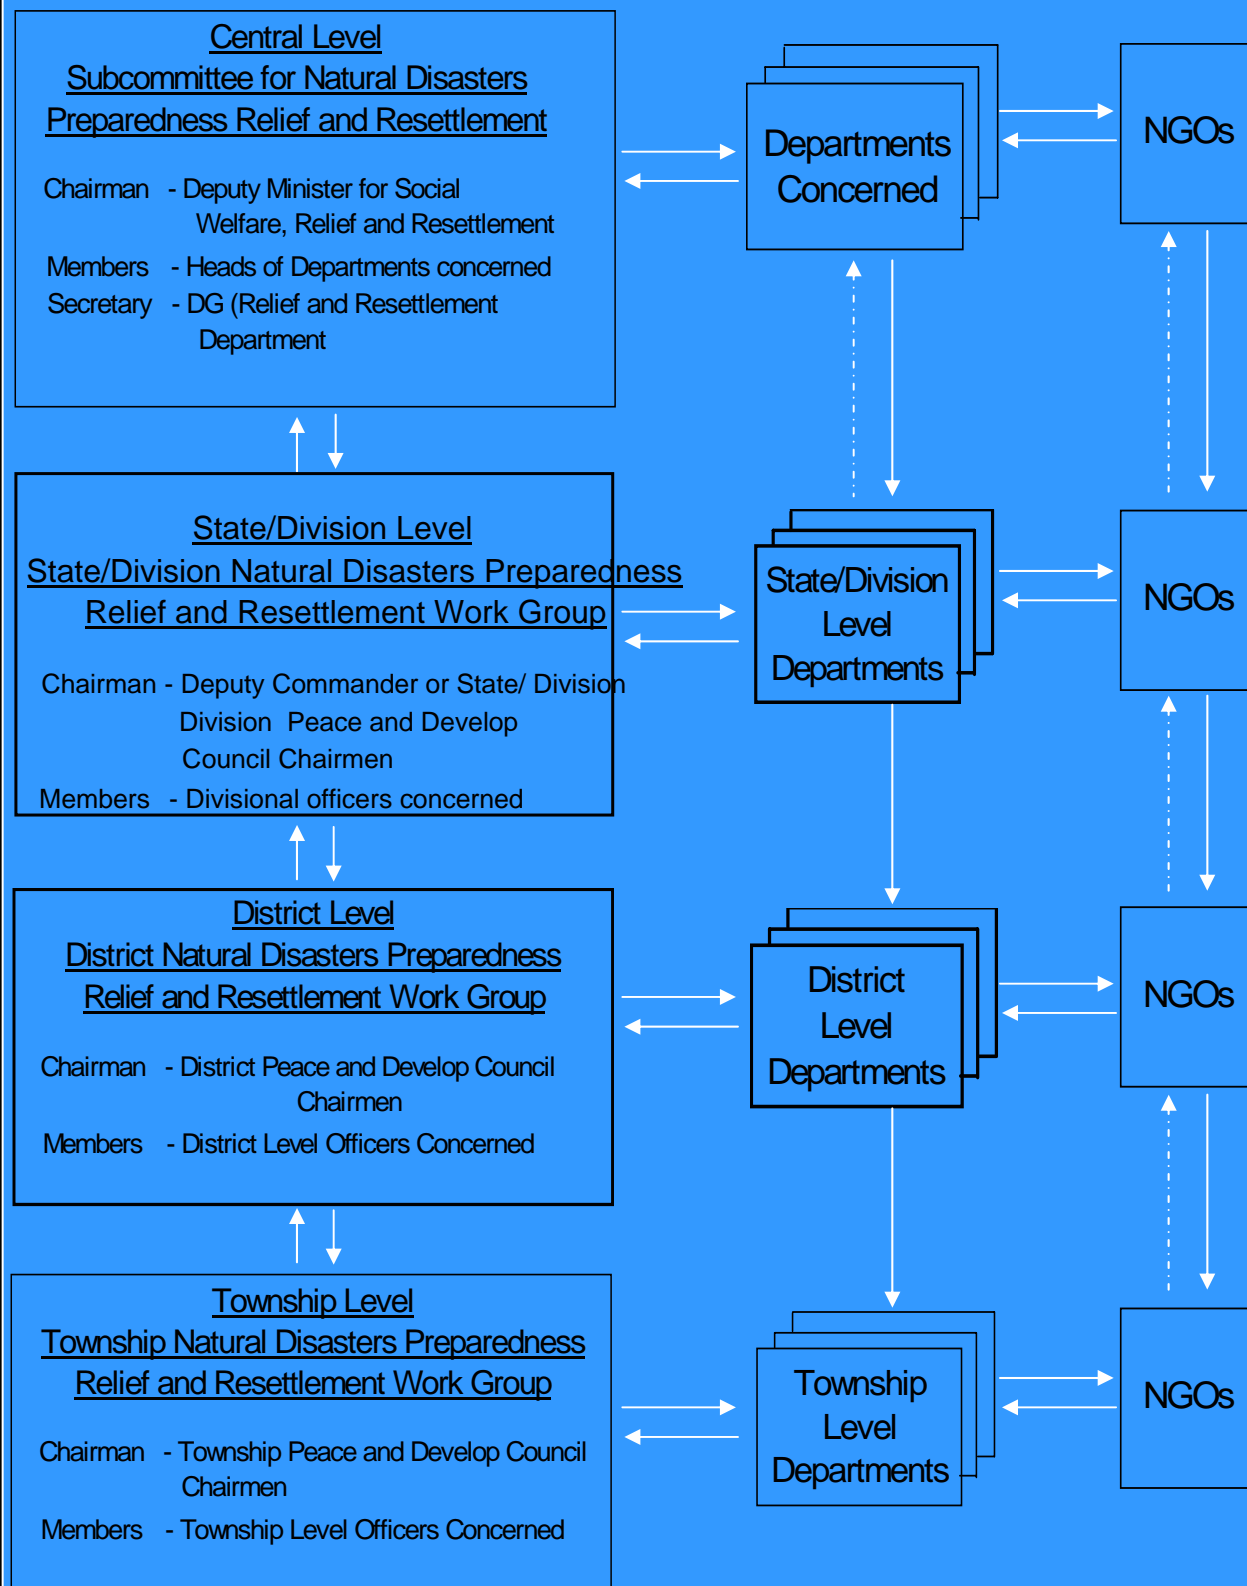 Central Level
Subcommittee for Natural Disasters
Preparedness Relief and Resettlement
Chairman - Deputy Minister for Social
Welfare, Relief and Resettlement
Members - Heads of Departments concerned
Secretary - DG (Relief and Resettlement
Department
Departments
Concerned
NGOs
State/Division Level
State/Division Natural Disasters Preparedness
Relief and Resettlement Work Group
Chairman - Deputy Commander or State/ Division
Division Peace and Develop
Council Chairmen
Members - Divisional officers concerned
State/Division
Level
Departments
NGOs
District Level
District Natural Disasters Preparedness
Relief and Resettlement Work Group
Chairman - District Peace and Develop Council
Chairmen
Members - District Level Officers Concerned
District
Level
Departments
NGOs
Township Level
Township Natural Disasters Preparedness
Relief and Resettlement Work Group
Chairman - Township Peace and Develop Council
Chairmen
Members - Township Level Officers Concerned
Township
Level
Departments
NGOs